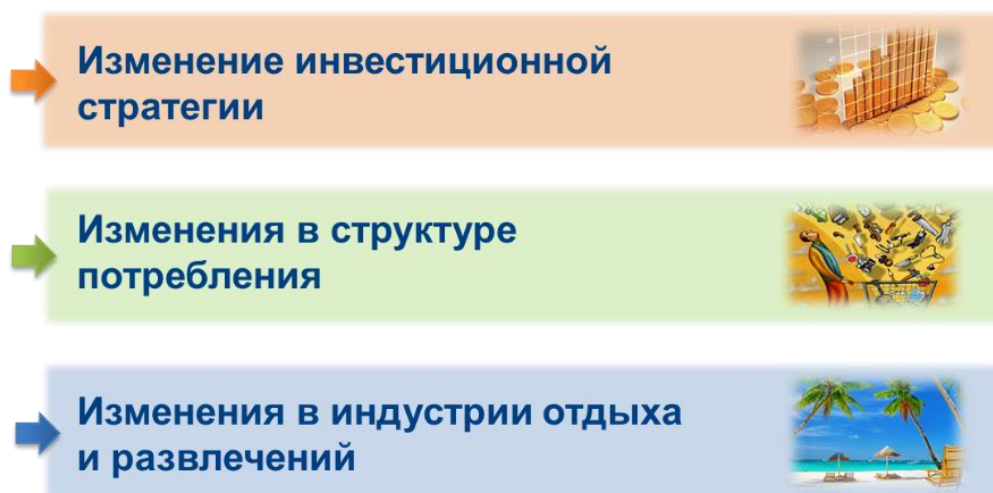 Изменение инвестиционной
стратегии
Изменения в структуре
потребления
Изменения в индустрии отдыха
и развлечений